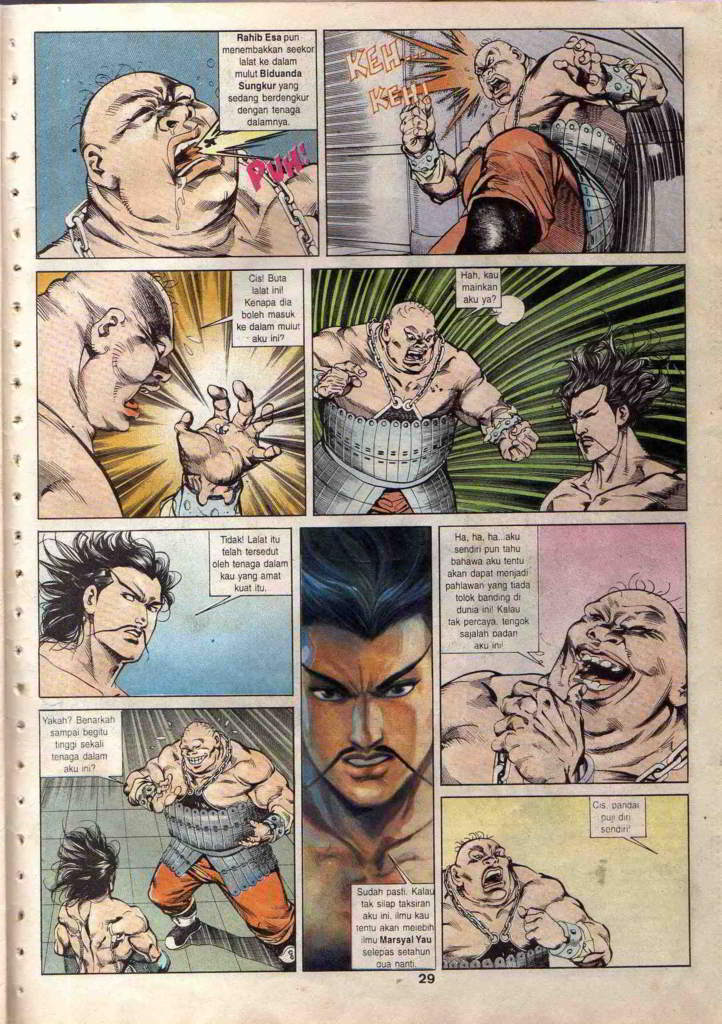 Rahib Esa pun
menembakkan seekor
lalat ke dalam
mulut Biduanda
Sungkur yang
sedang berdengkur
dengan tenaga
dalamnya.
PUH!
KEH...
KEH!
Cis! Buta
lalat ini!
Kenapa dia
boleh masuk
ke dalam mulut
aku ini?
Hah, kau
mainkan
aku ya?
Tidak! Lalat itu
telah tersedut
oleh tenaga dalam
kau yang amat
kuat itu.
Yakah? Benarkah
sampai begitu
tinggi sekali
tenaga dalam
aku ini?
Sudah pasti. Kalau
tak silap taksiran
aku ini, ilmu kau
tentu akan melebihi
ilmu Marsyal Yau
selepas setahun
dua nanti.
Ha, ha, ha...aku
sendiri pun tahu
bahawa aku tentu
akan dapat menjadi
pahlawan yang tiada
tolok banding di
dunia ini! Kalau
tak percaya, tengok
sajalah badan
aku ini!
Cis, pandai
puji diri
sendiri!
29